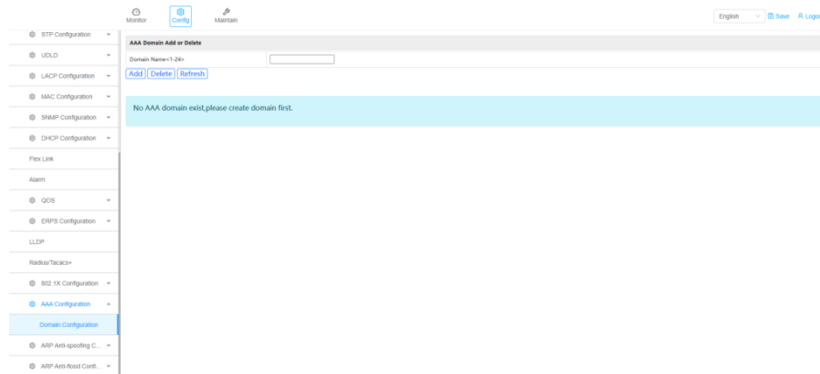 Monitor
Config
Maintain
English
Save
Logou
STP Configuration
UDLD
LACP Configuration
MAC Configuration
SNMP Configuration
DHCP Configuration
Flex Link
Alarm
QOS
ERPS Configuration
LLDP
Radius/Tacacs+
802.1X Configuration
AAA Configuration
Domain Configuration
ARP Anti-spoofing C...
ARP Anti-flood Confi...
AAA Domain Add or Delete
Domain Name<1-24>
Add Delete Refresh
No AAA domain exist,please create domain first.